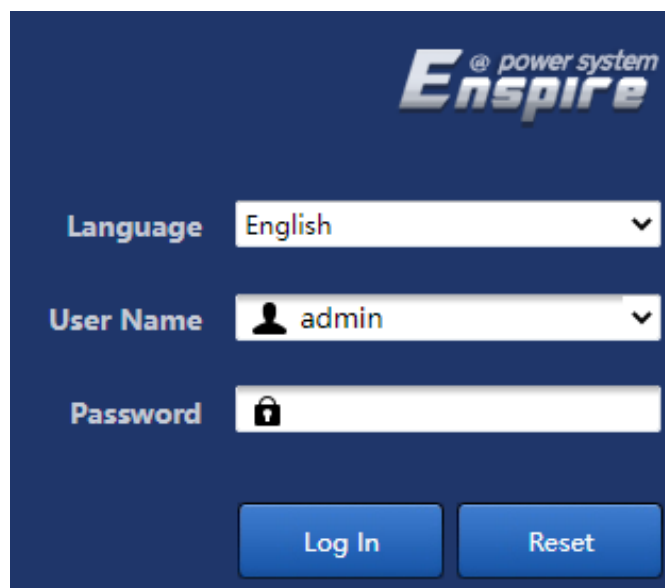 @ power system
Enspire
Language English
User Name admin
Password
Log In Reset